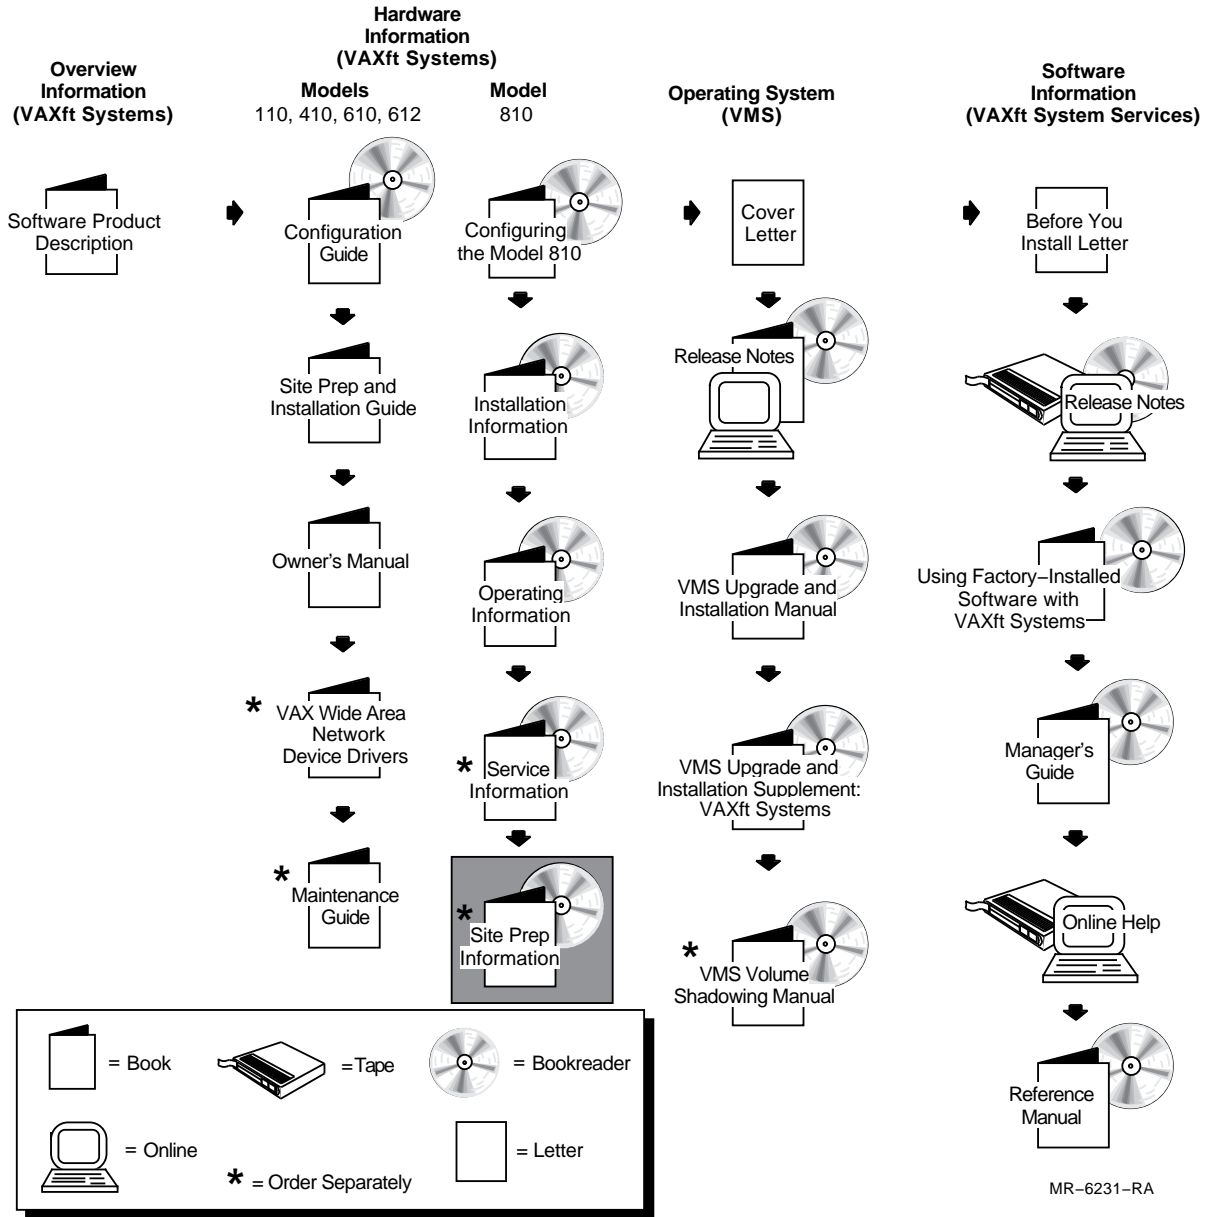 Overview
Information
(VAXft Systems)
Software Product
Description
Hardware
Information
(VAXft Systems)
Models
110, 410, 610, 612
Configuration
Guide
Site Prep and
Installation Guide
Owner's Manual
* VAX Wide Area
Network
Device Drivers
* Maintenance
Guide
Model
810
Configuring
the Model 810
Installation
Information
Operating
Information
* Service
Information
* Site Prep
Information
Operating System
(VMS)
Cover
Letter
Release Notes
VMS Upgrade and
Installation Manual
VMS Upgrade and
Installation Supplement:
VAXft Systems
* VMS Volume
Shadowing Manual
Software
Information
(VAXft System Services)
Before You
Install Letter
Release Notes
Using Factory–Installed
Software with
VAXft Systems
Manager's
Guide
Online Help
Reference
Manual
= Book
=Tape
= Bookreader
= Online
* = Order Separately
= Letter
MR–6231–RA